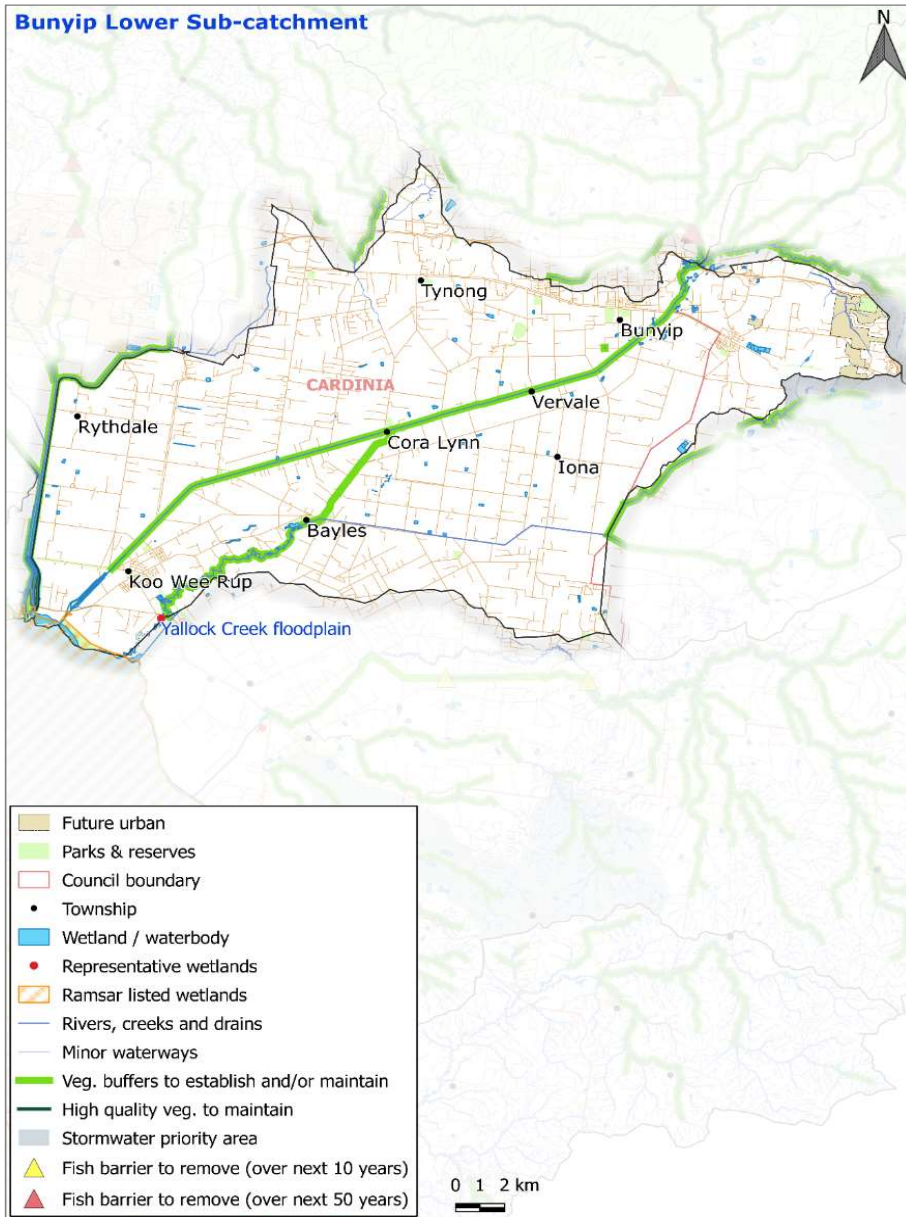 Bunyip Lower Sub-catchment
N
Tynong
Bunyip
CARDINIA
Vervale
Rythdale
Cora Lynn
Iona
Bayles
Koo Wee Rup
Yallock Creek floodplain
Future urban
Parks & reserves
Council boundary
Township
Wetland / waterbody
Representative wetlands
Ramsar listed wetlands
Rivers, creeks and drains
Minor waterways
Veg. buffers to establish and/or maintain
High quality veg. to maintain
Stormwater priority area
Fish barrier to remove (over next 10 years)
Fish barrier to remove (over next 50 years)
0 1 2 km